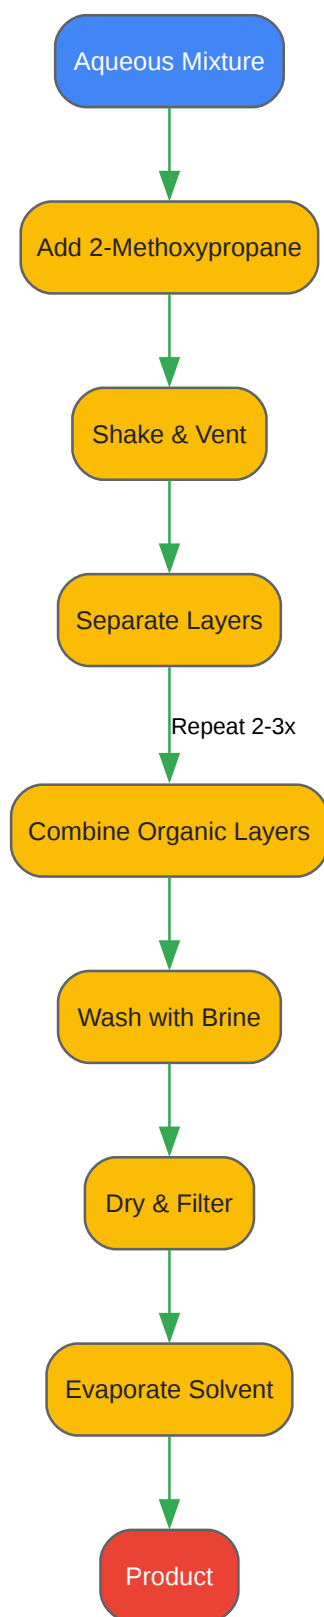 Aqueous Mixture
Add 2-Methoxypropane
Shake & Vent
Separate Layers
Repeat 2-3x
Combine Organic Layers
Wash with Brine
Dry & Filter
Evaporate Solvent
Product